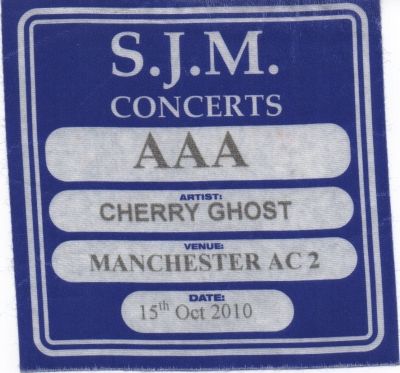 S.J.M.
CONCERTS
AAA
ARTIST:
CHERRY GHOST
VENUE:
MANCHESTER AC 2
DATE:
15th Oct 2010